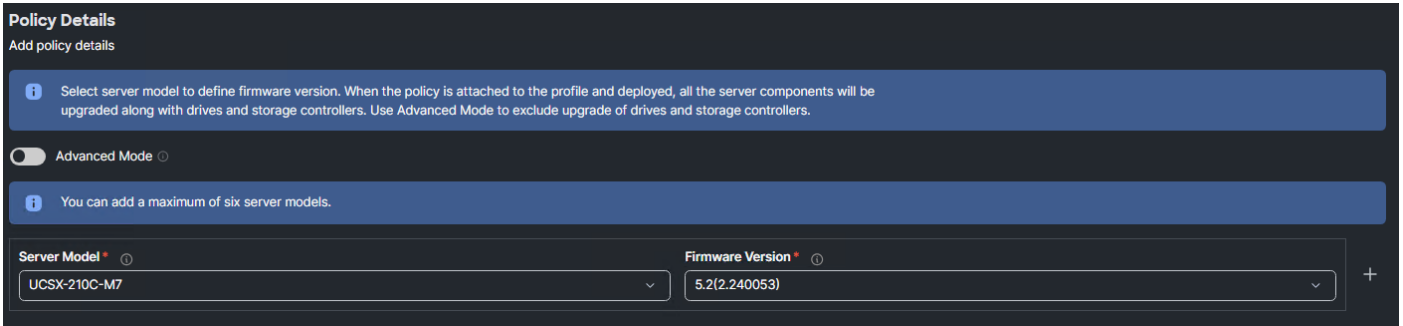 Policy Details
Add policy details
Select server model to define firmware version. When the policy is attached to the profile and deployed, all the server components will be
upgraded along with drives and storage controllers. Use Advanced Mode to exclude upgrade of drives and storage controllers.
Advanced Mode
You can add a maximum of six server models.
Server Model * Firmware Version *
UCSX-210C-M7 5.2(2.240053)